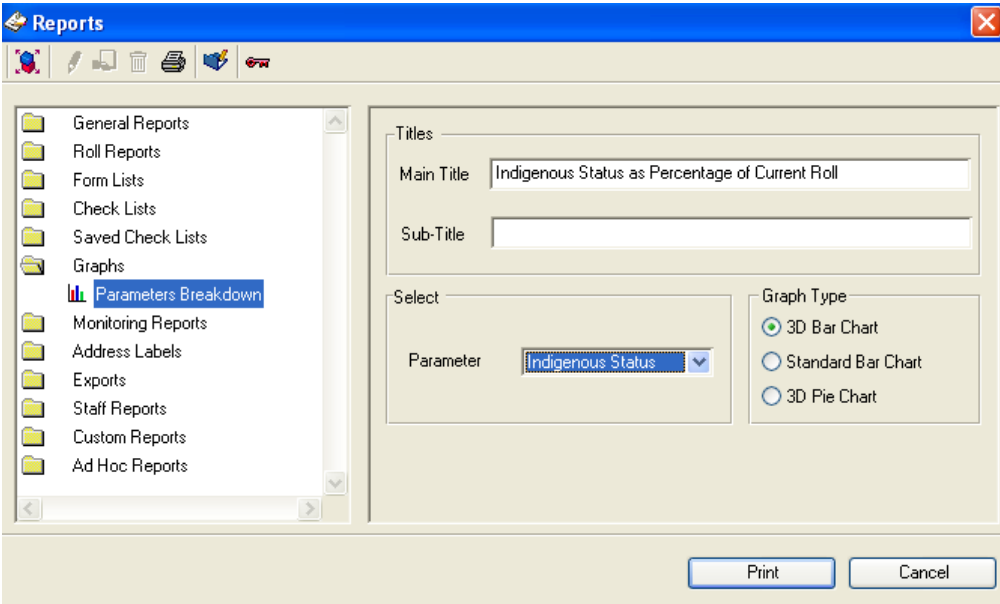 Reports
General Reports
Roll Reports
Form Lists
Check Lists
Saved Check Lists
Graphs
Parameters Breakdown
Monitoring Reports
Address Labels
Exports
Staff Reports
Custom Reports
Ad Hoc Reports
Titles
Main Title Indigenous Status as Percentage of Current Roll
Sub-Title
Select
Parameter Indigenous Status
Graph Type
3D Bar Chart
Standard Bar Chart
3D Pie Chart
Print Cancel